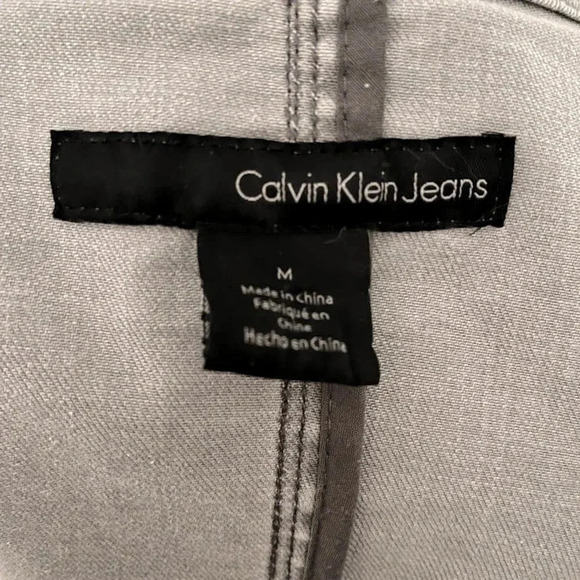 Calvin Klein Jeans
M
Made in China
Fabriqué en
Chine
Hecho en China